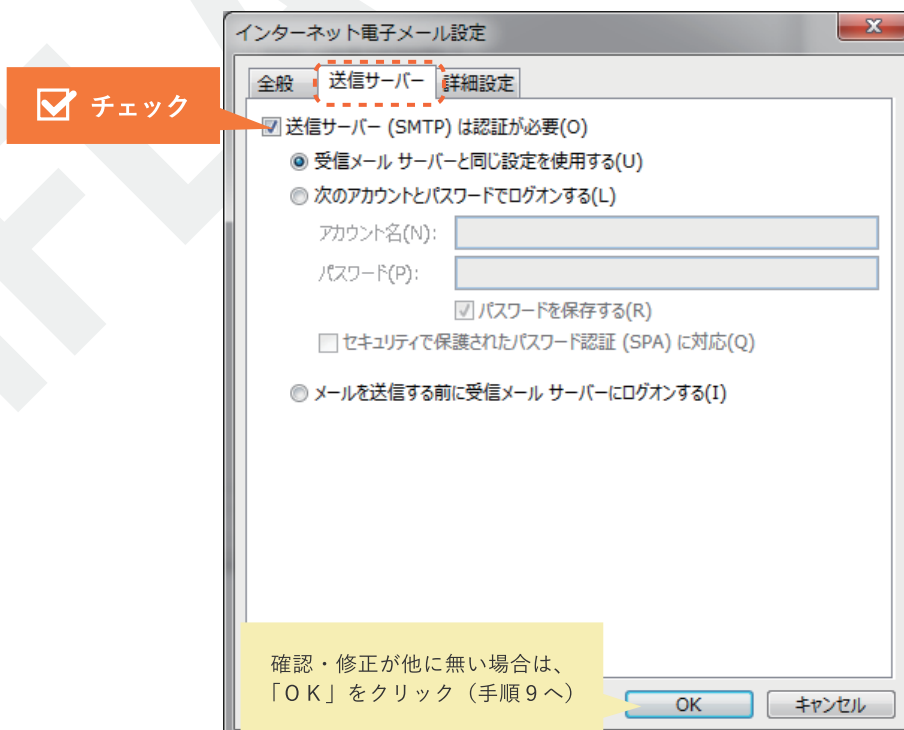 インターネット電子メール設定
全般 送信サーバー 詳細設定
チェック
送信サーバー (SMTP) は認証が必要(O)
受信メール サーバーと同じ設定を使用する(U)
次のアカウントとパスワードでログオンする(L)
アカウント名(N):
パスワード(P):
パスワードを保存する(R)
セキュリティで保護されたパスワード認証 (SPA) に対応(Q)
メールを送信する前に受信メール サーバーにログオンする(I)
確認・修正が他に無い場合は、
「ＯＫ」をクリック（手順９へ）
OK キャンセル